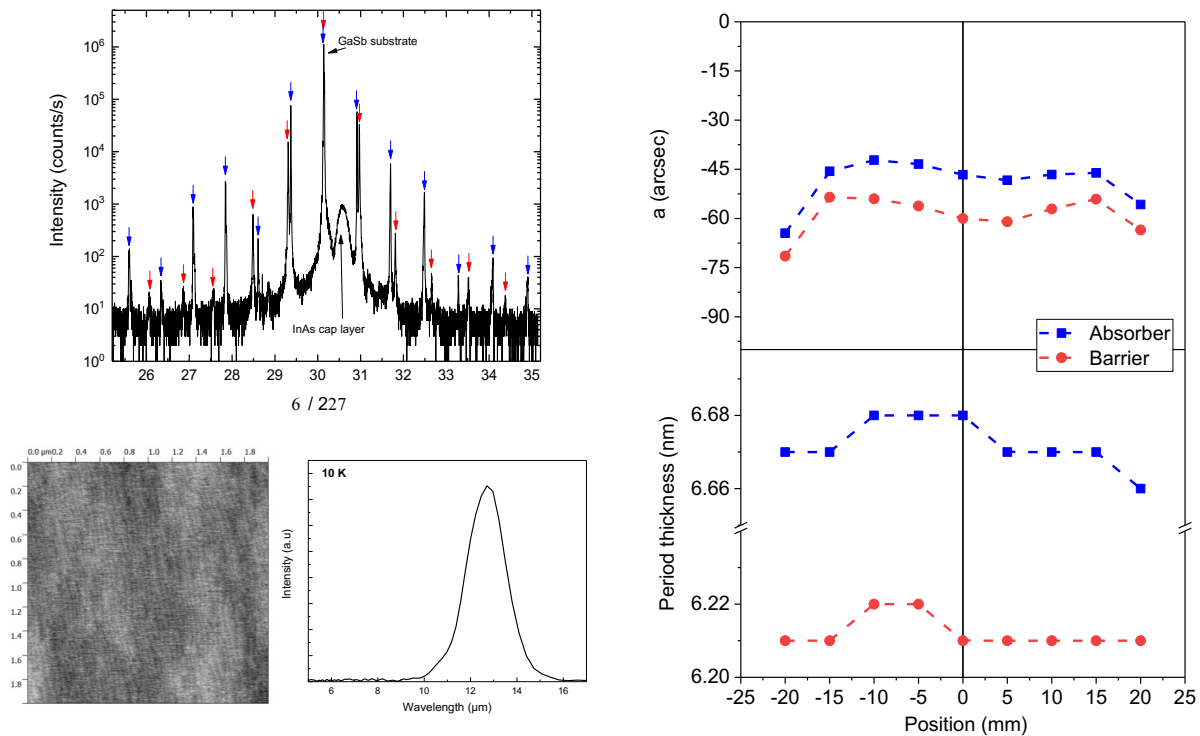 Intensity (counts/s)
10⁶
10⁵
10⁴
10³
10²
10¹
10⁰
GaSb substrate
InAs cap layer
26 27 28 29 30 31 32 33 34 35
6 / 227
0.0 µm0.2 0.4 0.6 0.8 1.0 1.2 1.4 1.6 1.8
0.0
0.2
0.4
0.6
0.8
1.0
1.2
1.4
1.6
1.8
10 K
Intensity (a.u)
6 8 10 12 14 16
Wavelength (µm)
a (arcsec)
0
-15
-30
-45
-60
-75
-90
Absorber
Barrier
Period thickness (nm)
6.68
6.66
6.22
6.20
-25 -20 -15 -10 -5 0 5 10 15 20 25
Position (mm)